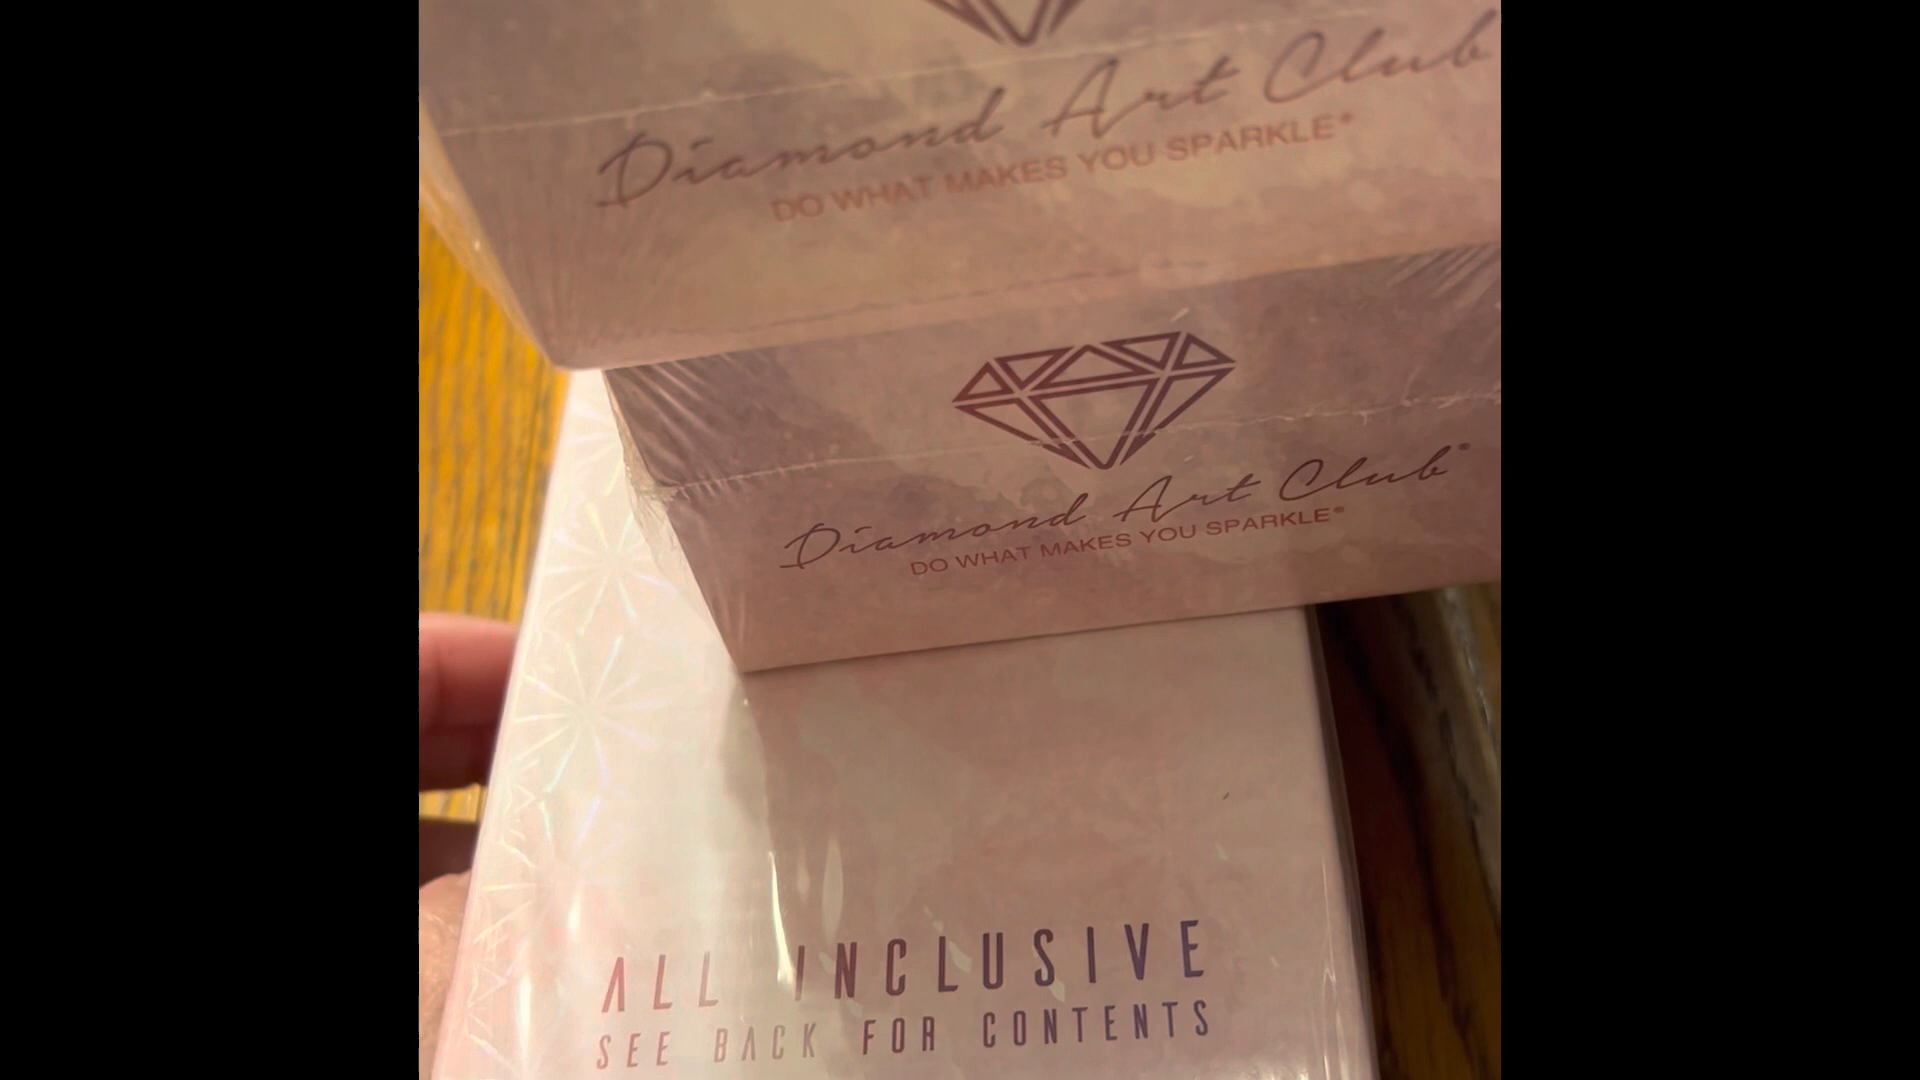 Diamond Art Club
DO WHAT MAKES YOU SPARKLE®
Diamond Art Club®
DO WHAT MAKES YOU SPARKLE®
ALL INCLUSIVE
SEE BACK FOR CONTENTS